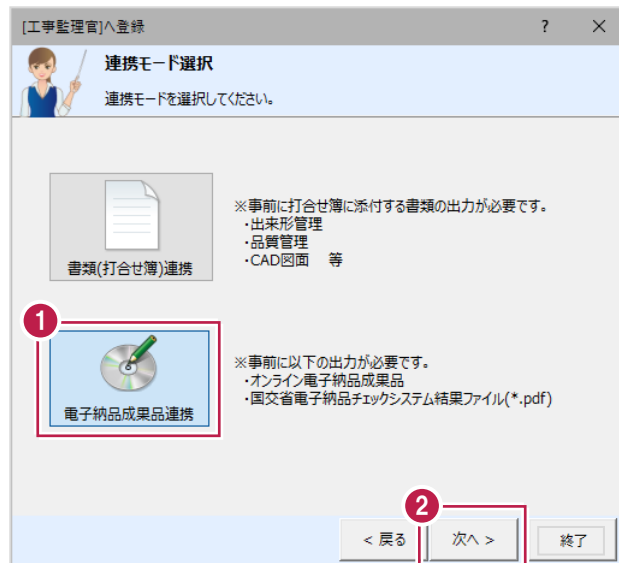 [工事監理官]へ登録 ? ×
連携モード選択
連携モードを選択してください。
※事前に打合せ簿に添付する書類の出力が必要です。
・出来形管理
・品質管理
・CAD図面 等
書類(打合せ簿)連携
1
※事前に以下の出力が必要です。
・オンライン電子納品成果品
・国交省電子納品チェックシステム結果ファイル(*.pdf)
電子納品成果品連携
2
< 戻る 次へ > 終了